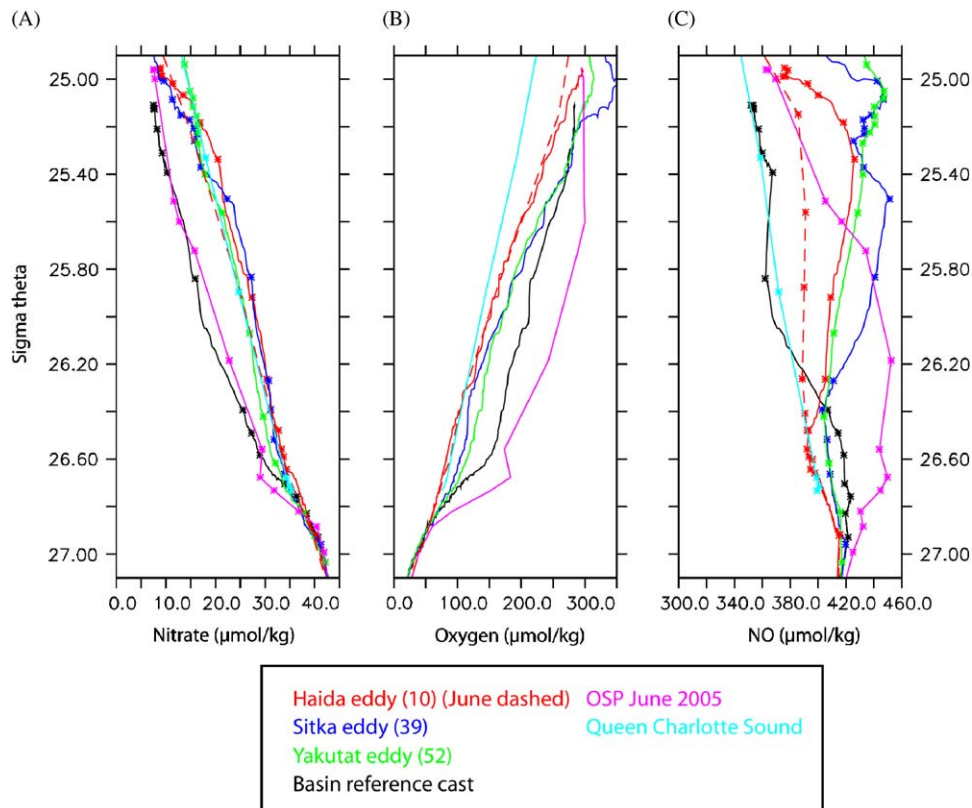 (A)
(B)
(C)
25.00
25.40
25.80
26.20
26.60
27.00
Sigma theta
25.00
25.40
25.80
26.20
26.60
27.00
0.0 10.0 20.0 30.0 40.0
0.0 100.0 200.0 300.0
300.0 340.0 380.0 420.0 460.0
Nitrate (µmol/kg)
Oxygen (µmol/kg)
NO (µmol/kg)
Haida eddy (10) (June dashed)
Sitka eddy (39)
Yakutat eddy (52)
Basin reference cast
OSP June 2005
Queen Charlotte Sound